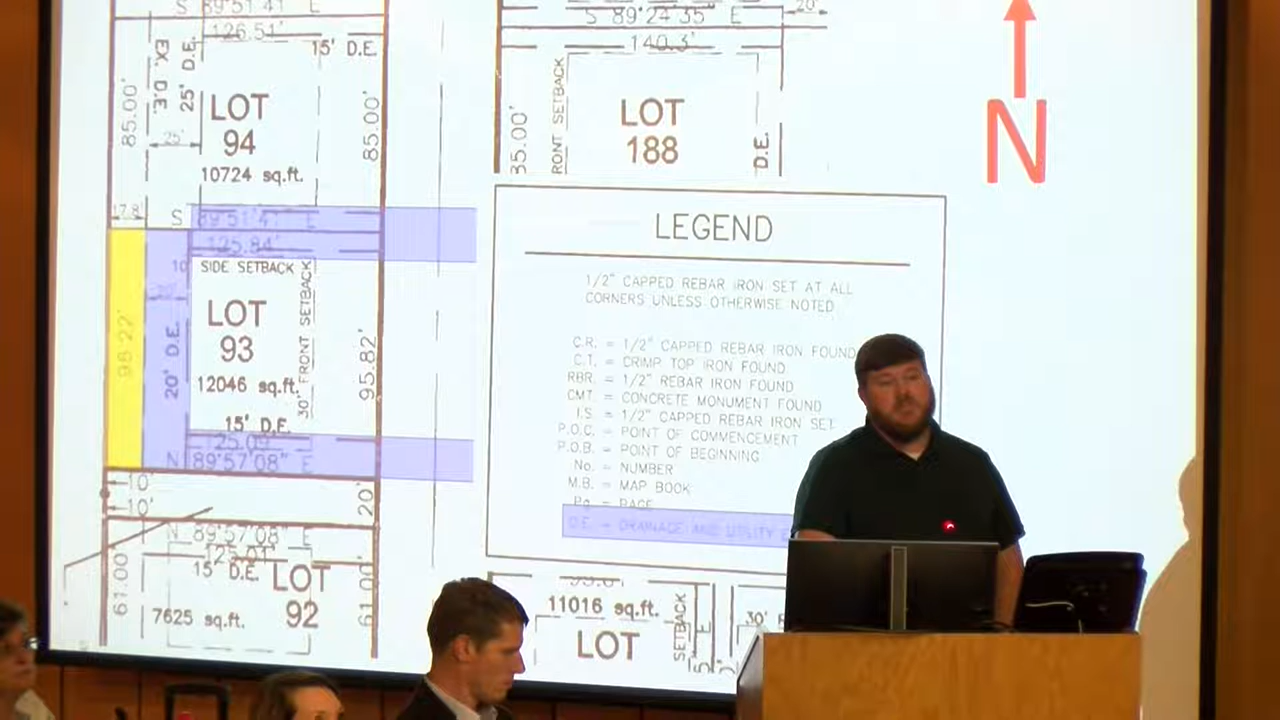 S 89°51'41" E
126.51'
15' D.E.
EX. D.E.
25' D.E.
85.00'
25'
LOT
94
85.00'
10724 sq.ft.
17.8'
S 89°51'41" E
125.84'
10'
SIDE SETBACK
98.22'
20' D.E.
LOT
93
12046 sq.ft.
30' FRONT SETBACK
95.82'
15' D.E.
N 89°57'08" E
10'
10'
20'
N 89°57'08" E
125.01'
15' D.E.
LOT
92
61.00'
61.00'
7625 sq.ft.
S 89°24'35" E
20'
140.3'
FRONT SETBACK
LOT
188
D.E.
N
LEGEND
1/2" CAPPED REBAR IRON SET AT ALL
CORNERS UNLESS OTHERWISE NOTED
C.R. = 1/2" CAPPED REBAR IRON FOUND
C.T. = CRIMP TOP IRON FOUND
RBR. = 1/2" REBAR IRON FOUND
CMT. = CONCRETE MONUMENT FOUND
I.S. = 1/2" CAPPED REBAR IRON SET
P.O.C. = POINT OF COMMENCEMENT
P.O.B. = POINT OF BEGINNING
No. = NUMBER
M.B. = MAP BOOK
Pg = PAGE
D.E. = DRAINAGE AND UTILITY E
11016 sq.ft.
LOT
SETBACK
30'